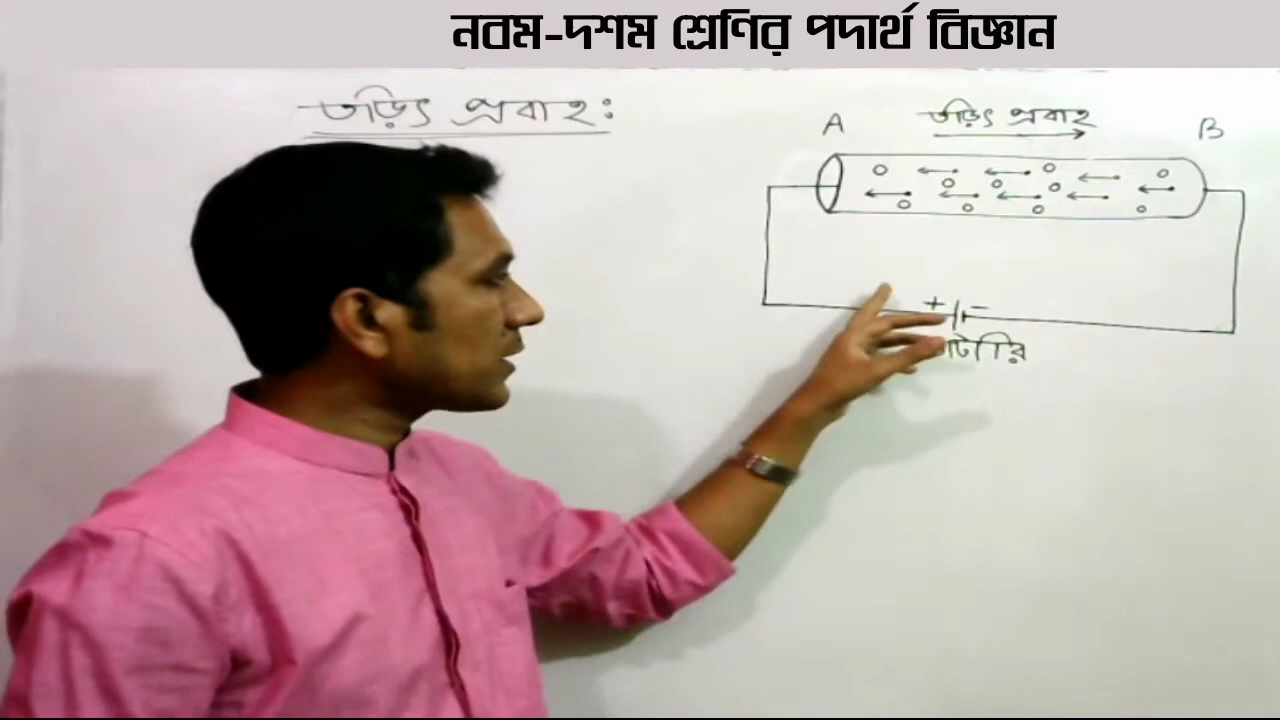 নবম-দশম শ্রেণির পদার্থ বিজ্ঞান
তড়িৎ প্রবাহ:
A তড়িৎ প্রবাহ B
+ -